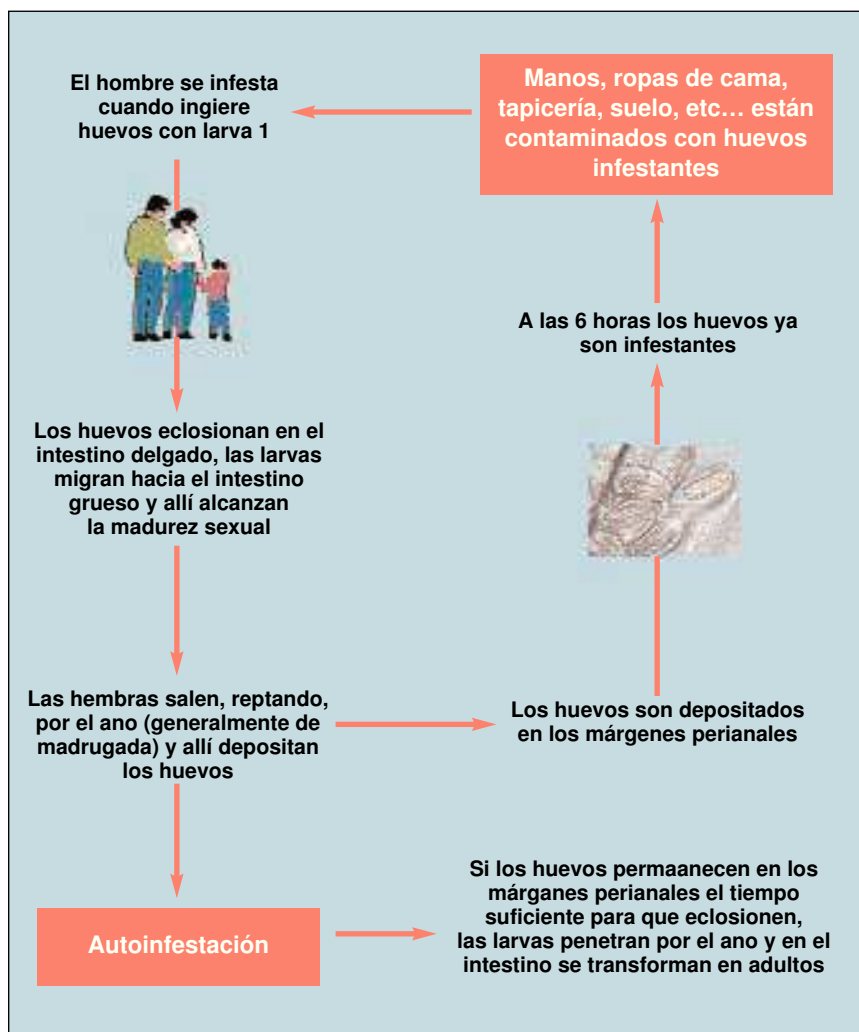 El hombre se infesta
cuando ingiere
huevos con larva 1
Manos, ropas de cama,
tapicería, suelo, etc… están
contaminados con huevos
infestantes
A las 6 horas los huevos ya
son infestantes
Los huevos eclosionan en el
intestino delgado, las larvas
migran hacia el intestino
grueso y allí alcanzan
la madurez sexual
Las hembras salen, reptando,
por el ano (generalmente de
madrugada) y allí depositan
los huevos
Los huevos son depositados
en los márgenes perianales
Autoinfestación
Si los huevos permaanecen en los
márganes perianales el tiempo
suficiente para que eclosionen,
las larvas penetran por el ano y en el
intestino se transforman en adultos